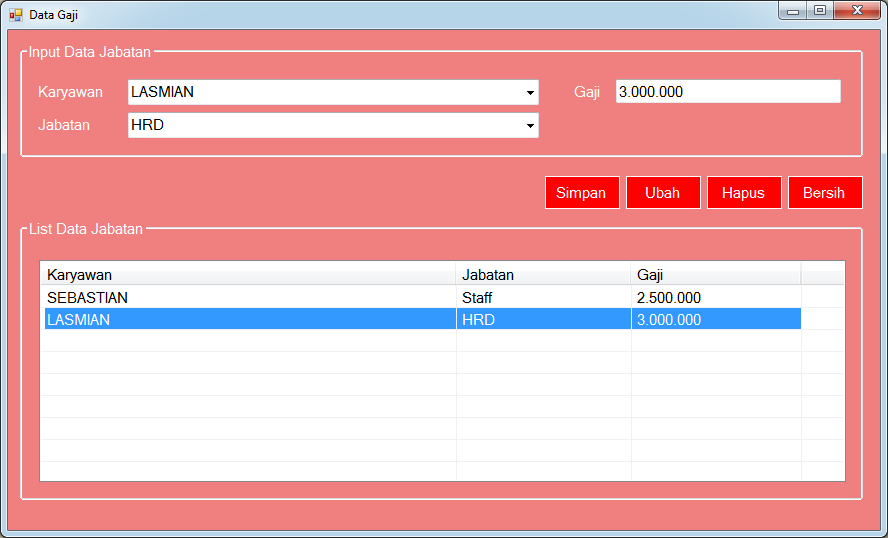 Data Gaji
Input Data Jabatan
Karyawan LASMIAN Gaji 3.000.000
Jabatan HRD
Simpan Ubah Hapus Bersih
List Data Jabatan
Karyawan Jabatan Gaji
SEBASTIAN Staff 2.500.000
LASMIAN HRD 3.000.000